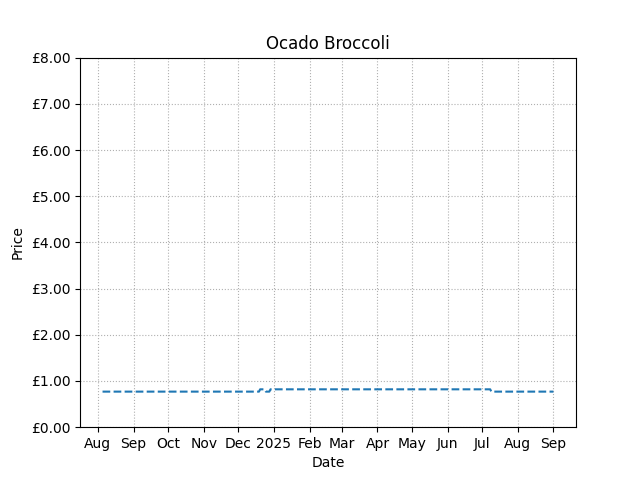 Ocado Broccoli
£8.00
£7.00
£6.00
£5.00
£4.00
£3.00
£2.00
£1.00
£0.00
Price
Aug Sep Oct Nov Dec 2025 Feb Mar Apr May Jun Jul Aug Sep
Date